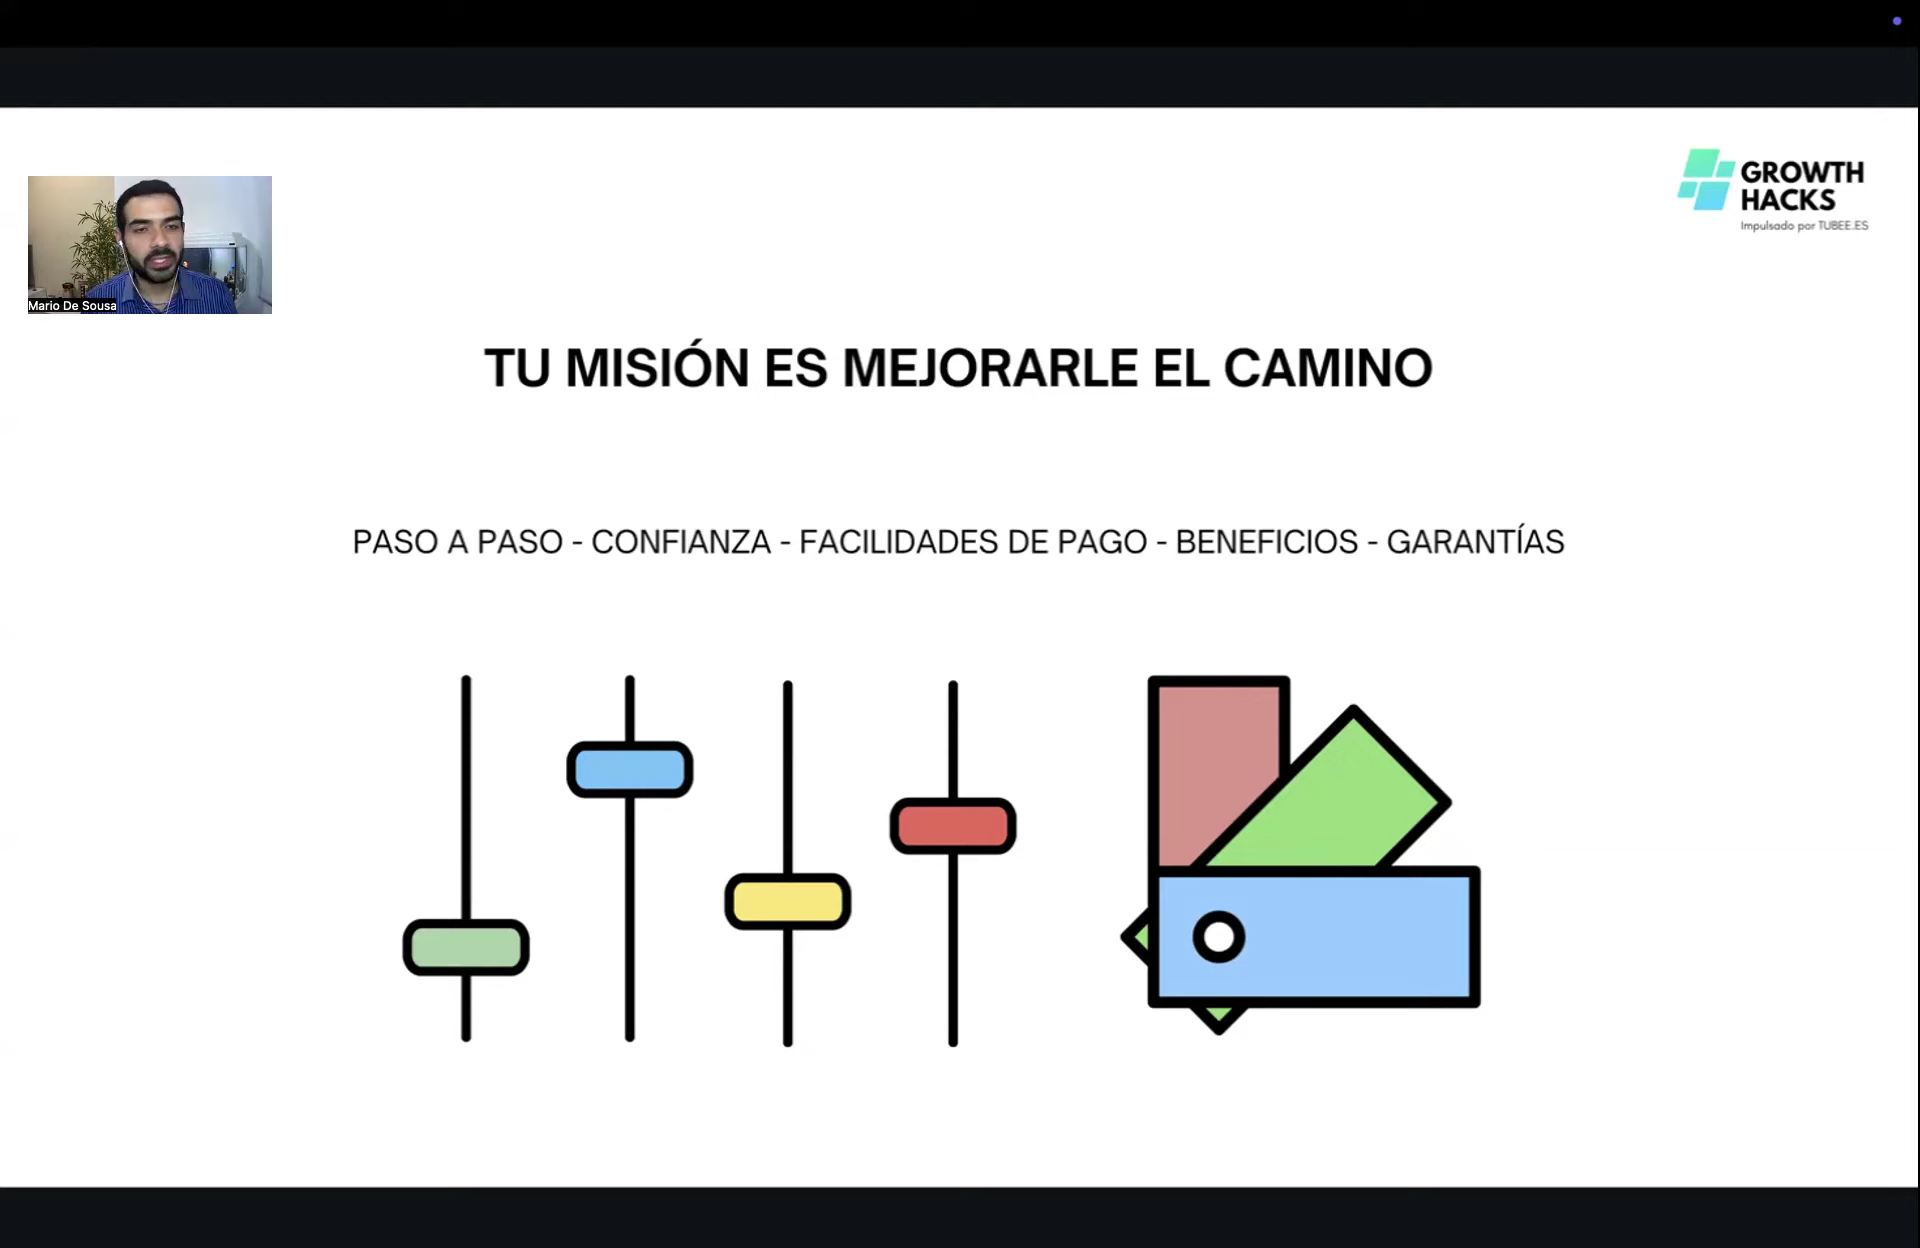 GROWTH
HACKS
Impulsado por TUBEE.ES
Mario De Sousa
TU MISIÓN ES MEJORARLE EL CAMINO
PASO A PASO - CONFIANZA - FACILIDADES DE PAGO - BENEFICIOS - GARANTÍAS